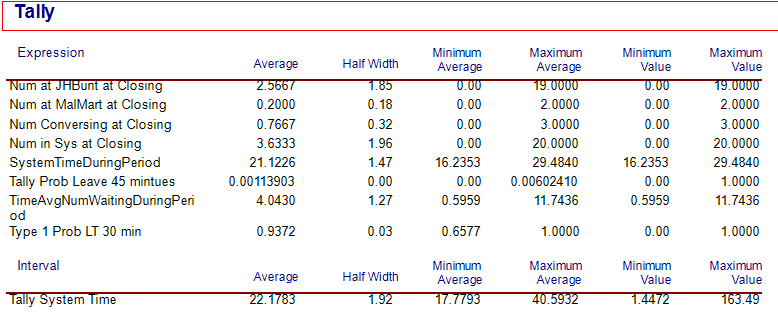 Tally
Expression Average Half Width Minimum Average Maximum Average Minimum Value Maximum Value
Num at JHBunt at Closing 2.5667 1.85 0.00 19.0000 0.00 19.0000
Num at MalMart at Closing 0.2000 0.18 0.00 2.0000 0.00 2.0000
Num Conversing at Closing 0.7667 0.32 0.00 3.0000 0.00 3.0000
Num in Sys at Closing 3.6333 1.96 0.00 20.0000 0.00 20.0000
SystemTimeDuringPeriod 21.1226 1.47 16.2353 29.4840 16.2353 29.4840
Tally Prob Leave 45 mintues 0.00113903 0.00 0.00 0.00602410 0.00 1.0000
TimeAvgNumWaitingDuringPeri 4.0430 1.27 0.5959 11.7436 0.5959 11.7436
od
Type 1 Prob LT 30 min 0.9372 0.03 0.6577 1.0000 0.00 1.0000
Interval Average Half Width Minimum Average Maximum Average Minimum Value Maximum Value
Tally System Time 22.1783 1.92 17.7793 40.5932 1.4472 163.49